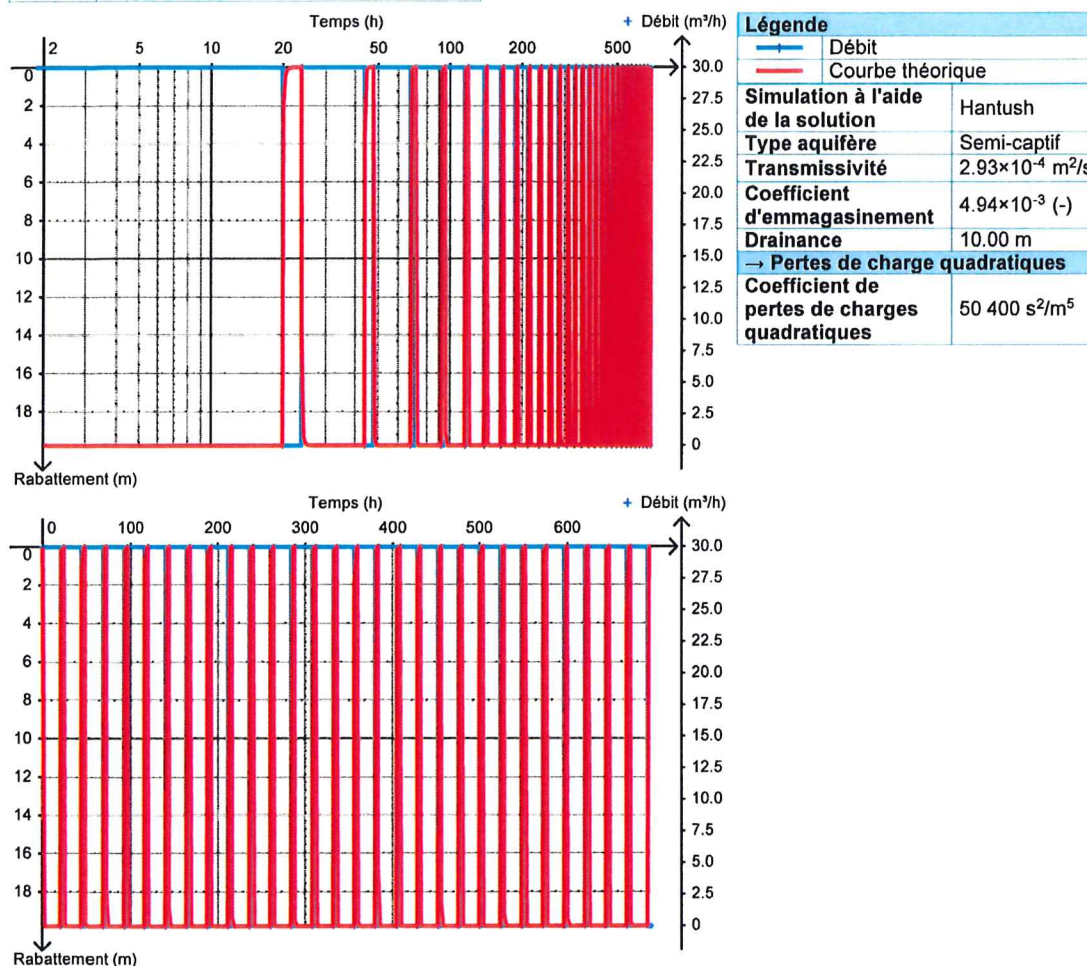 Temps (h)
+ Débit (m³/h)
2 5 10 20 50 100 200 500
0
2
4
6
8
10
12
14
16
18
30.0
27.5
25.0
22.5
20.0
17.5
15.0
12.5
10.0
7.5
5.0
2.5
0
Rabattement (m)
Légende
Débit
Courbe théorique
Simulation à l'aide de la solution Hantush
Type aquifère Semi-captif
Transmissivité 2.93×10⁻⁴ m²/s
Coefficient d'emmagasinement 4.94×10⁻³ (-)
Drainance 10.00 m
→ Pertes de charge quadratiques
Coefficient de pertes de charges quadratiques 50 400 s²/m⁵
Temps (h)
+ Débit (m³/h)
0 100 200 300 400 500 600
0
2
4
6
8
10
12
14
16
18
30.0
27.5
25.0
22.5
20.0
17.5
15.0
12.5
10.0
7.5
5.0
2.5
0
Rabattement (m)